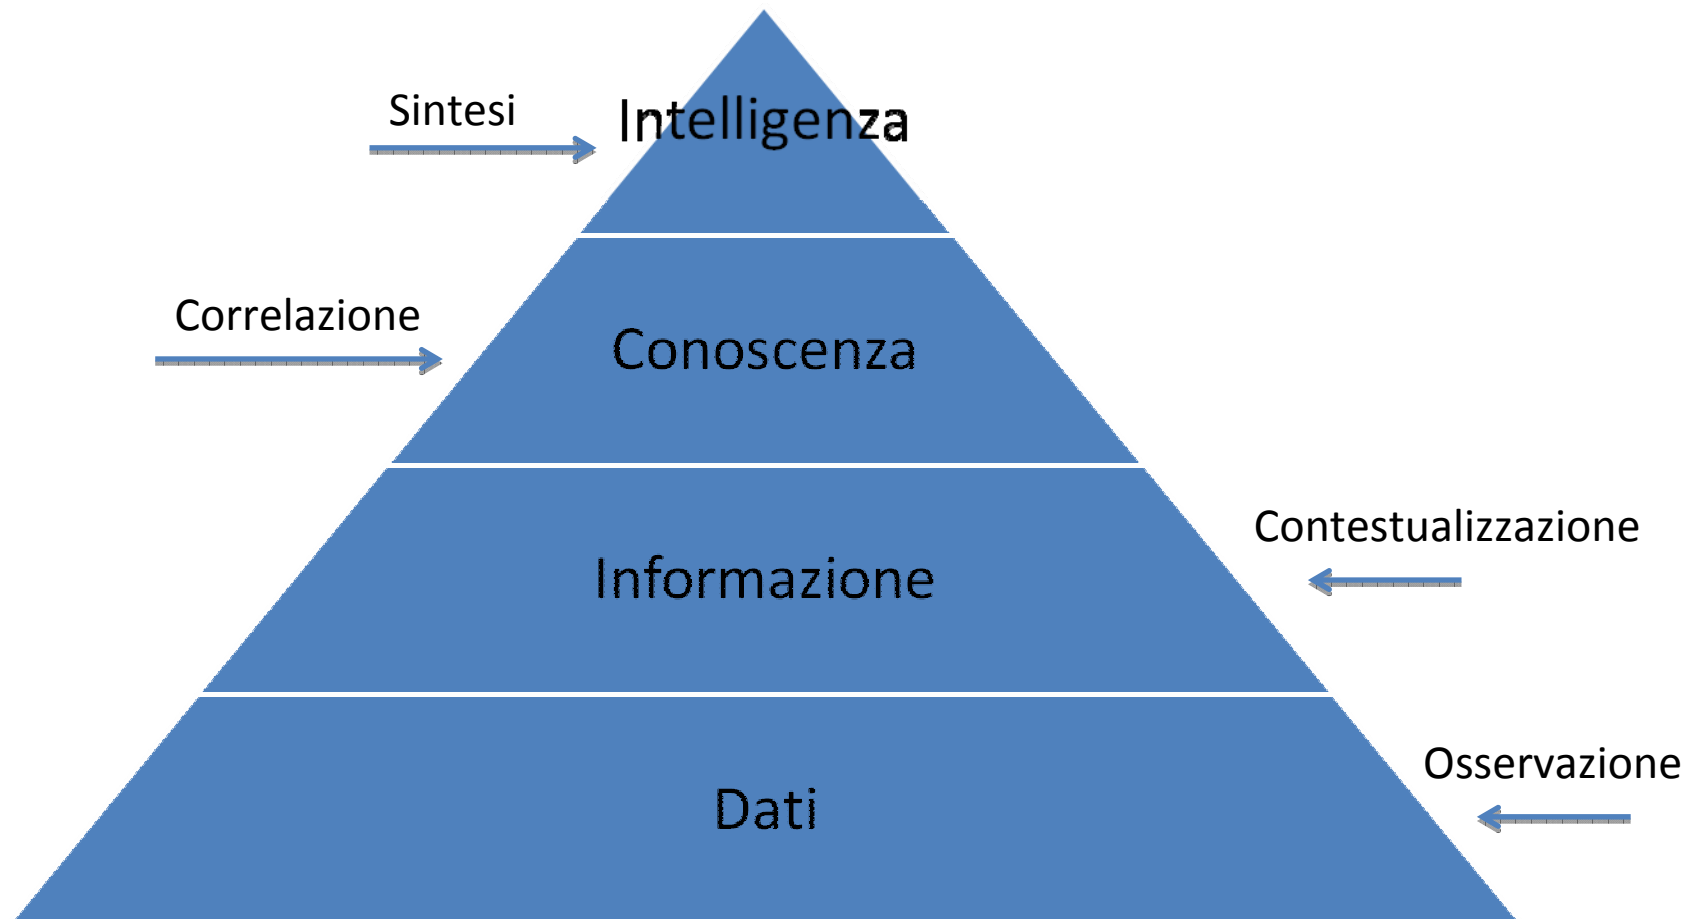 Sintesi
Intelligenza
Correlazione
Conoscenza
Contestualizzazione
Informazione
Osservazione
Dati